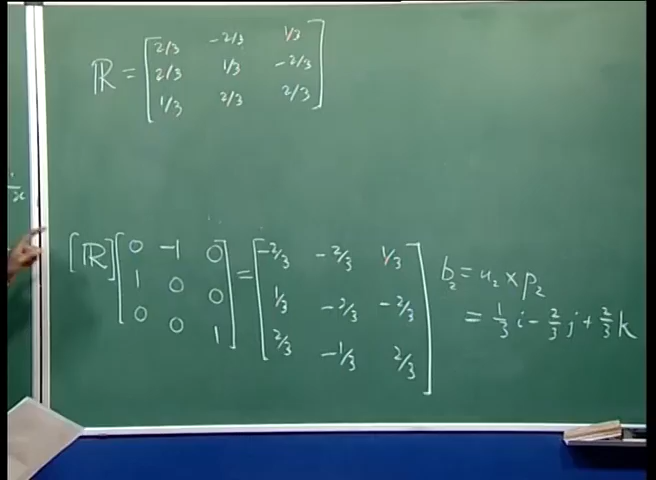 2/3 -2/3 1/3
ℝ = 2/3 1/3 -2/3
1/3 2/3 2/3
x
[ℝ] [0 -1 0; 1 0 0; 0 0 1] = [-2/3 -2/3 1/3; 1/3 -2/3 -2/3; 2/3 -1/3 2/3]
b₂ = u₂ × p₂
= 1/3 i - 2/3 j + 2/3 k